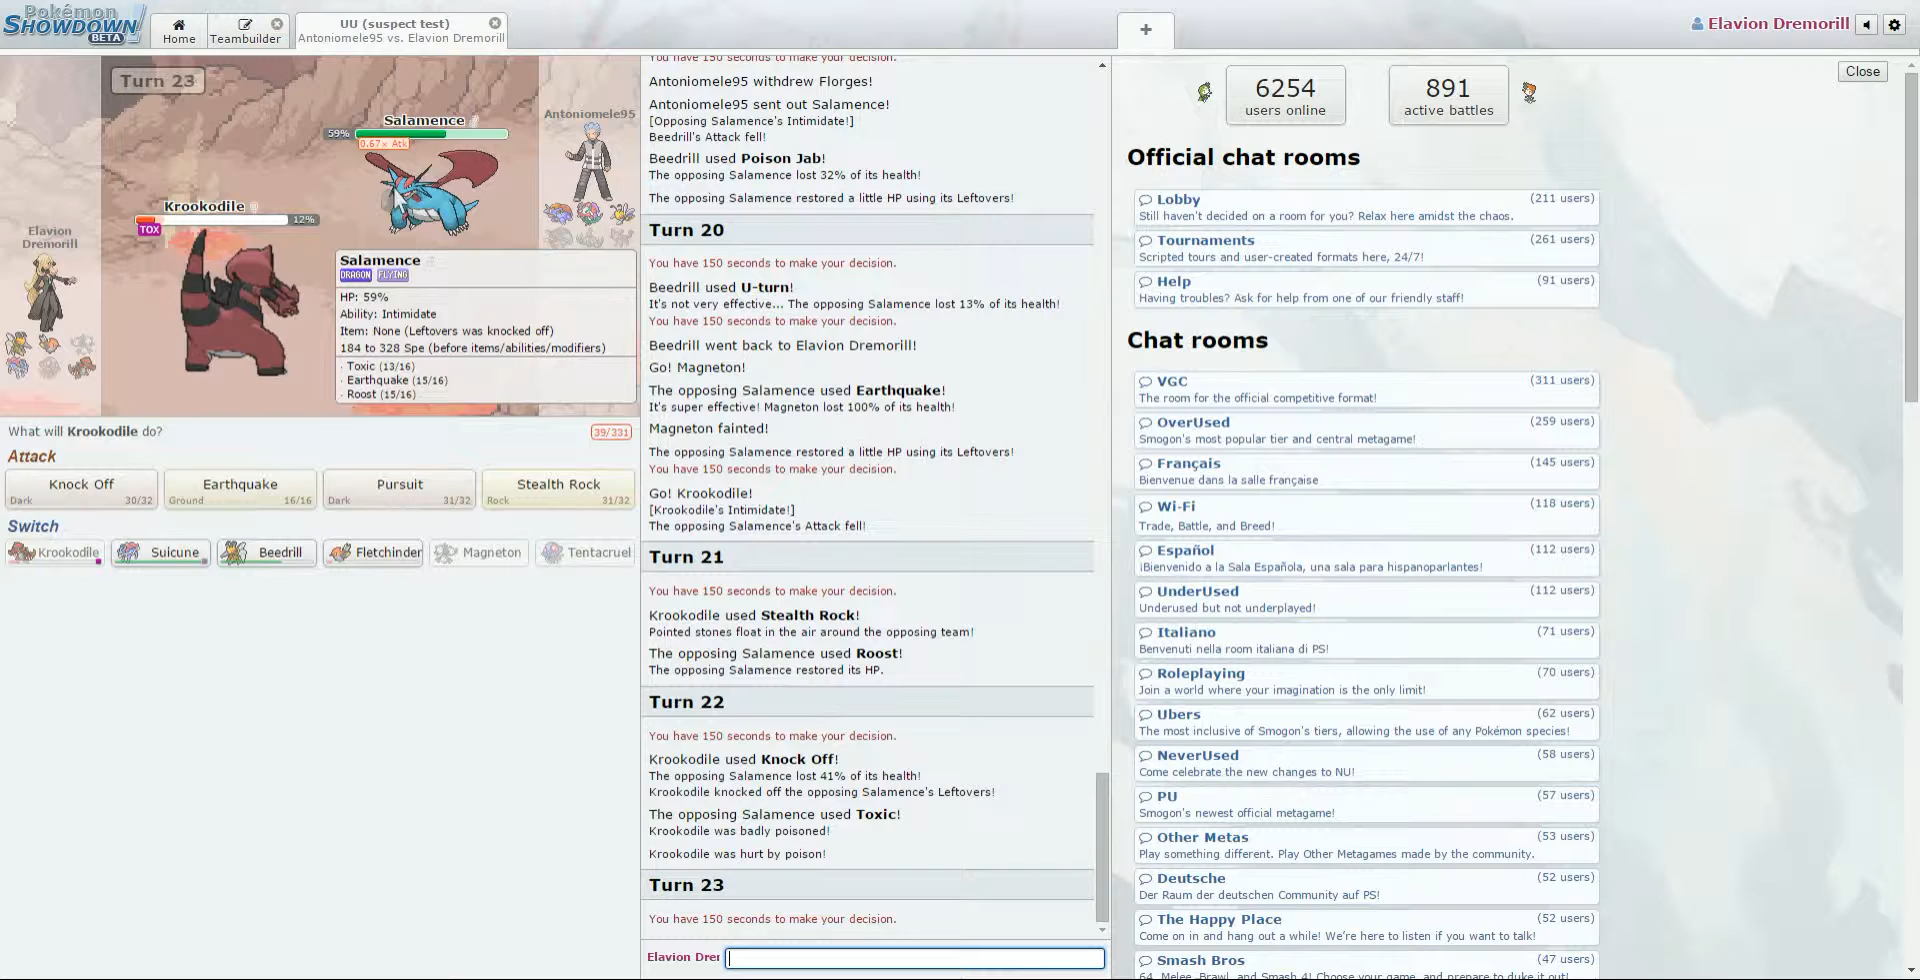 Pokémon
SHOWDOWN!
BETA
Home
Teambuilder
UU (suspect test)
Antoniomele95 vs. Elavion Dremorill
+
Elavion Dremorill
Turn 23
Salamence
59%
0.67× Atk
Antoniomele95
Krookodile
12%
TOX
Elavion
Dremorill
Salamence
DRAGON FLYING
HP: 59%
Ability: Intimidate
Item: None (Leftovers was knocked off)
184 to 328 Spe (before items/abilities/modifiers)
· Toxic (13/16)
· Earthquake (15/16)
· Roost (15/16)
What will Krookodile do?
39/331
Attack
Knock Off
Dark 30/32
Earthquake
Ground 16/16
Pursuit
Dark 31/32
Stealth Rock
Rock 31/32
Switch
Krookodile
Suicune
Beedrill
Fletchinder
Magneton
Tentacruel
You have 150 seconds to make your decision.
Antoniomele95 withdrew Florges!
Antoniomele95 sent out Salamence!
[Opposing Salamence's Intimidate!]
Beedrill's Attack fell!
Beedrill used Poison Jab!
The opposing Salamence lost 32% of its health!
The opposing Salamence restored a little HP using its Leftovers!
Turn 20
You have 150 seconds to make your decision.
Beedrill used U-turn!
It's not very effective... The opposing Salamence lost 13% of its health!
You have 150 seconds to make your decision.
Beedrill went back to Elavion Dremorill!
Go! Magneton!
The opposing Salamence used Earthquake!
It's super effective! Magneton lost 100% of its health!
Magneton fainted!
The opposing Salamence restored a little HP using its Leftovers!
You have 150 seconds to make your decision.
Go! Krookodile!
[Krookodile's Intimidate!]
The opposing Salamence's Attack fell!
Turn 21
You have 150 seconds to make your decision.
Krookodile used Stealth Rock!
Pointed stones float in the air around the opposing team!
The opposing Salamence used Roost!
The opposing Salamence restored its HP.
Turn 22
You have 150 seconds to make your decision.
Krookodile used Knock Off!
The opposing Salamence lost 41% of its health!
Krookodile knocked off the opposing Salamence's Leftovers!
The opposing Salamence used Toxic!
Krookodile was badly poisoned!
Krookodile was hurt by poison!
Turn 23
You have 150 seconds to make your decision.
Elavion Drer
Close
6254
users online
891
active battles
Official chat rooms
Lobby (211 users)
Still haven't decided on a room for you? Relax here amidst the chaos.
Tournaments (261 users)
Scripted tours and user-created formats here, 24/7!
Help (91 users)
Having troubles? Ask for help from one of our friendly staff!
Chat rooms
VGC (311 users)
The room for the official competitive format!
OverUsed (259 users)
Smogon's most popular tier and central metagame!
Français (145 users)
Bienvenue dans la salle française
Wi-Fi (118 users)
Trade, Battle, and Breed!
Español (112 users)
¡Bienvenido a la Sala Española, una sala para hispanoparlantes!
UnderUsed (112 users)
Underused but not underplayed!
Italiano (71 users)
Benvenuti nella room italiana di PS!
Roleplaying (70 users)
Join a world where your imagination is the only limit!
Ubers (62 users)
The most inclusive of Smogon's tiers, allowing the use of any Pokémon species!
NeverUsed (58 users)
Come celebrate the new changes to NU!
PU (57 users)
Smogon's newest official metagame!
Other Metas (53 users)
Play something different. Play Other Metagames made by the community.
Deutsche (52 users)
Der Raum der deutschen Community auf PS!
The Happy Place (52 users)
Come on in and hang out a while! We're here to listen if you want to talk!
Smash Bros (47 users)
64, Melee, Brawl, and Smash 4! Choose your game, and prepare to duke it out!